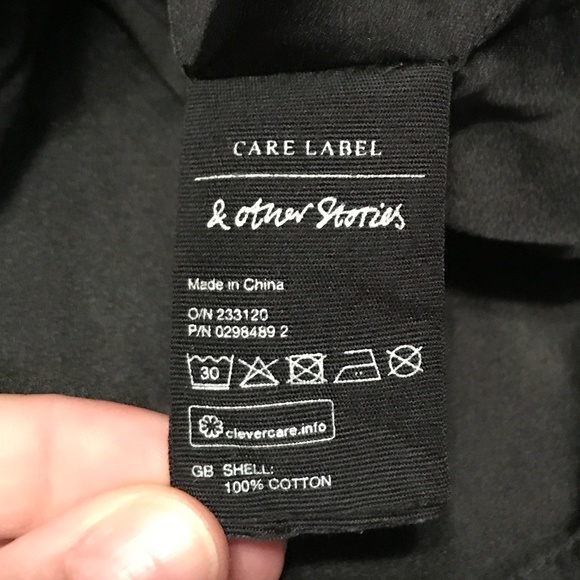 CARE LABEL
& other Stories
Made in China
O/N 233120
P/N 0298489 2
30
clevercare.info
GB SHELL:
100% COTTON